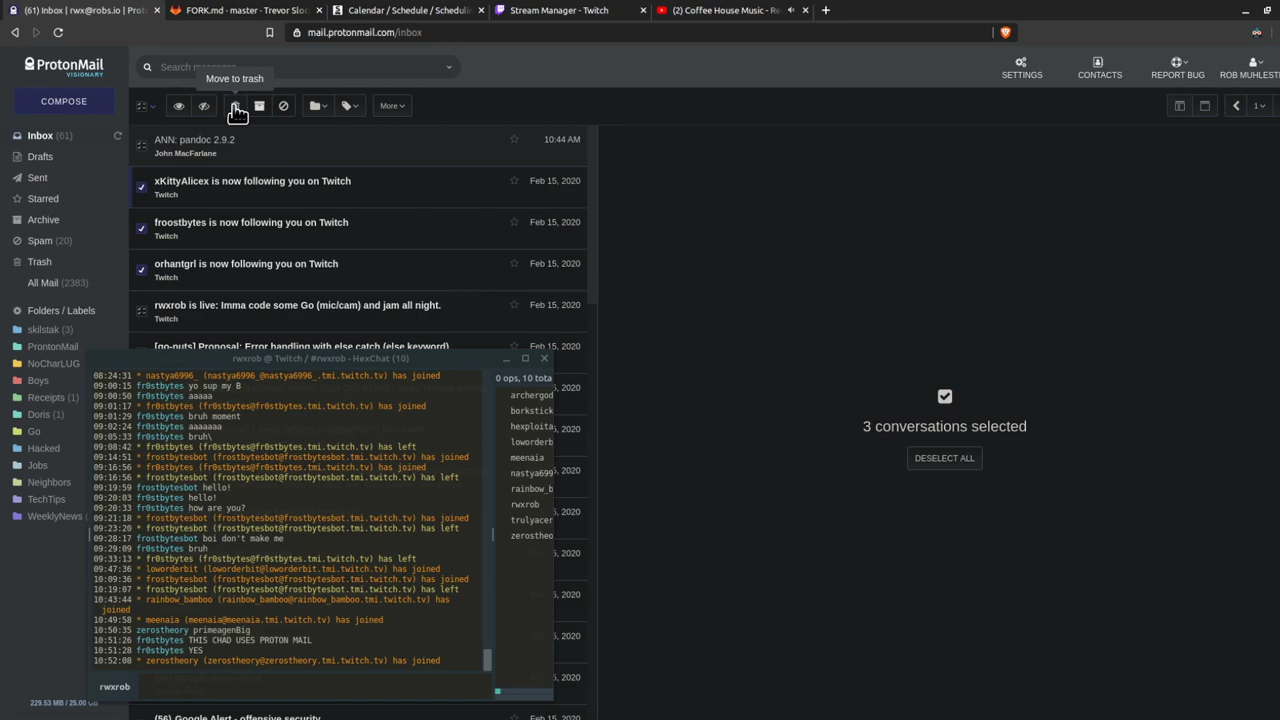 (61) Inbox | rwx@robs.io |
FORK.md - master - Trevor Sloc
Calendar / Schedule / Scheduli
Stream Manager - Twitch
(2) Coffee House Music - Re
mail.protonmail.com/inbox
ProtonMail
VISIONARY
Search messages
Move to trash
SETTINGS
CONTACTS
REPORT BUG
ROB MUHLEST
COMPOSE
More
1
Inbox (61)
Drafts
Sent
Starred
Archive
Spam (20)
Trash
All Mail (2383)
Folders / Labels
skilstak (3)
ProntonMail
NoCharLUG
Boys
Receipts (1)
Doris (1)
Go
Hacked
Jobs
Neighbors
TechTips
WeeklyNews
229.53 MB / 25.00 GB
ANN: pandoc 2.9.2
10:44 AM
John MacFarlane
xKittyAlicex is now following you on Twitch
Feb 15, 2020
Twitch
froostbytes is now following you on Twitch
Feb 15, 2020
Twitch
orhantgrl is now following you on Twitch
Feb 15, 2020
Twitch
rwxrob is live: Imma code some Go (mic/cam) and jam all night.
Feb 15, 2020
Twitch
[go-nuts] Proposal: Error handling with else catch (else keyword)
Feb 15, 2020
rwxrob @ Twitch / #rwxrob - HexChat (10)
08:24:31 * nastya6996_ (nastya6996_@nastya6996_.tmi.twitch.tv) has joined
09:00:15 fr0stbytes yo sup my B
09:00:50 fr0stbytes aaaaa
09:01:17 * fr0stbytes (fr0stbytes@fr0stbytes.tmi.twitch.tv) has joined
09:01:29 fr0stbytes bruh moment
09:02:24 fr0stbytes aaaaaaa
09:05:33 fr0stbytes bruh\
09:08:42 * fr0stbytes (fr0stbytes@fr0stbytes.tmi.twitch.tv) has left
09:14:51 * frostbytesbot (frostbytesbot@frostbytesbot.tmi.twitch.tv) has joined
09:16:56 * fr0stbytes (fr0stbytes@fr0stbytes.tmi.twitch.tv) has joined
09:16:56 * frostbytesbot (frostbytesbot@frostbytesbot.tmi.twitch.tv) has left
09:19:59 fr0stbytes hello!
09:20:03 fr0stbytes hello!
09:20:33 fr0stbytes how are you?
09:21:18 * frostbytesbot (frostbytesbot@frostbytesbot.tmi.twitch.tv) has joined
09:23:20 * frostbytesbot (frostbytesbot@frostbytesbot.tmi.twitch.tv) has left
09:28:17 frostbytesbot boi don't make me
09:29:09 fr0stbytes bruh
09:33:13 * fr0stbytes (fr0stbytes@fr0stbytes.tmi.twitch.tv) has left
09:47:36 * loworderbit (loworderbit@loworderbit.tmi.twitch.tv) has joined
10:09:36 * frostbytesbot (frostbytesbot@frostbytesbot.tmi.twitch.tv) has joined
10:19:07 * frostbytesbot (frostbytesbot@frostbytesbot.tmi.twitch.tv) has left
10:43:44 * rainbow_bamboo (rainbow_bamboo@rainbow_bamboo.tmi.twitch.tv) has
joined
10:49:58 * meenaia (meenaia@meenaia.tmi.twitch.tv) has joined
10:50:35 zerostheory primeagenBig
10:51:26 fr0stbytes THIS CHAD USES PROTON MAIL
10:51:28 fr0stbytes YES
10:52:08 * zerostheory (zerostheory@zerostheory.tmi.twitch.tv) has joined
rwxrob
0 ops, 10 tota
archergod
borkstick
hexploita
loworderb
meenaia
nastya699
rainbow_b
rwxrob
trulyacer
zerostheo
(56) Google Alert - offensive security
3 conversations selected
DESELECT ALL